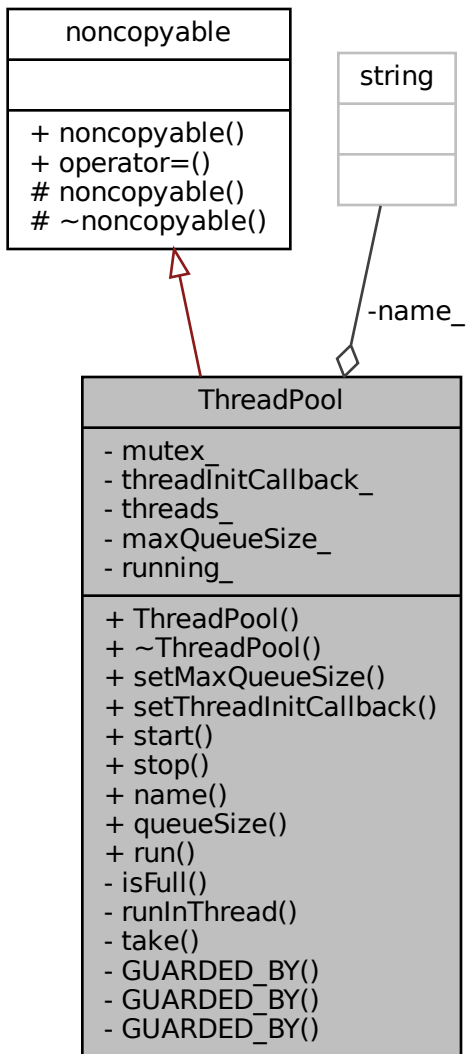 noncopyable
+ noncopyable()
+ operator=()
# noncopyable()
# ~noncopyable()
string
-name_
ThreadPool
- mutex_
- threadInitCallback_
- threads_
- maxQueueSize_
- running_
+ ThreadPool()
+ ~ThreadPool()
+ setMaxQueueSize()
+ setThreadInitCallback()
+ start()
+ stop()
+ name()
+ queueSize()
+ run()
- isFull()
- runInThread()
- take()
- GUARDED_BY()
- GUARDED_BY()
- GUARDED_BY()